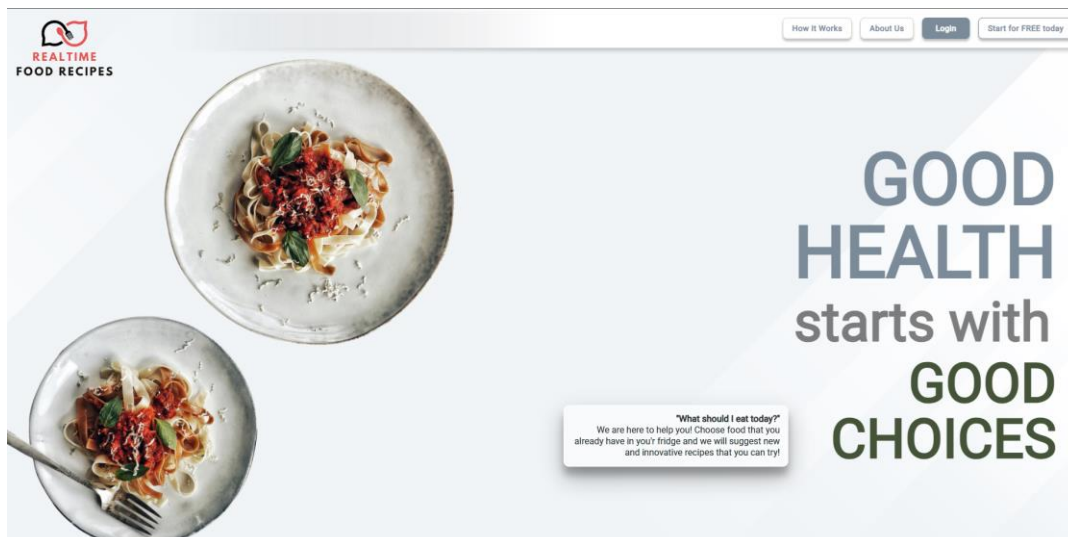 REALTIME
FOOD RECIPES
How It Works
About Us
Login
Start for FREE today
GOOD
HEALTH
starts with
GOOD
CHOICES
"What should I eat today?"
We are here to help you! Choose food that you
already have in you'r fridge and we will suggest new
and innovative recipes that you can try!